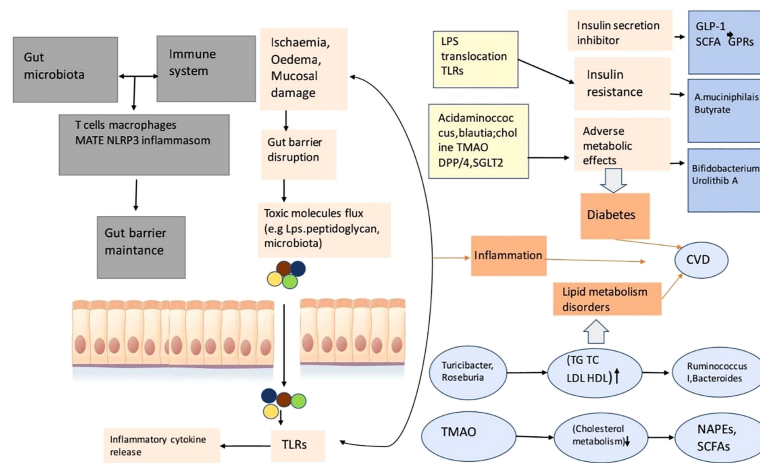 Gut
microbiota
Immune
system
T cells macrophages
MATE NLRP3 inflammasom
Gut barrier
maintance
Ischaemia,
Oedema,
Mucosal
damage
Gut barrier
disruption
Toxic molecules flux
(e.g Lps.peptidoglycan,
microbiota)
TLRs
Inflammatory cytokine
release
LPS
translocation
TLRs
Acidaminococ
cus,blautia;chol
ine TMAO
DPP/4,SGLT2
Insulin secretion
inhibitor
Insulin
resistance
Adverse
metabolic
effects
GLP-1
SCFA GPRs
A.muciniphilais
Butyrate
Bifidobacterium
Urolithib A
Diabetes
Inflammation
CVD
Lipid metabolism
disorders
Turicibacter,
Roseburia
(TG TC
LDL HDL)
Ruminococcus
I,Bacteroides
TMAO
(Cholesterol
metabolism)
NAPEs,
SCFAs